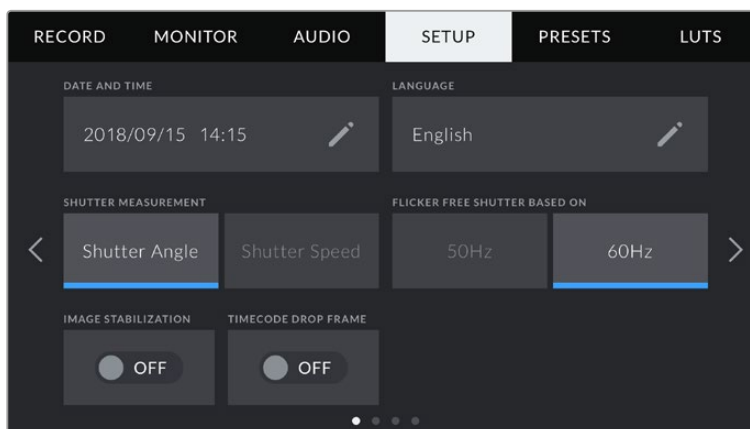 RECORD MONITOR AUDIO SETUP PRESETS LUTS
DATE AND TIME LANGUAGE
2018/09/15 14:15 English
SHUTTER MEASUREMENT FLICKER FREE SHUTTER BASED ON
Shutter Angle Shutter Speed 50Hz 60Hz
IMAGE STABILIZATION TIMECODE DROP FRAME
OFF OFF